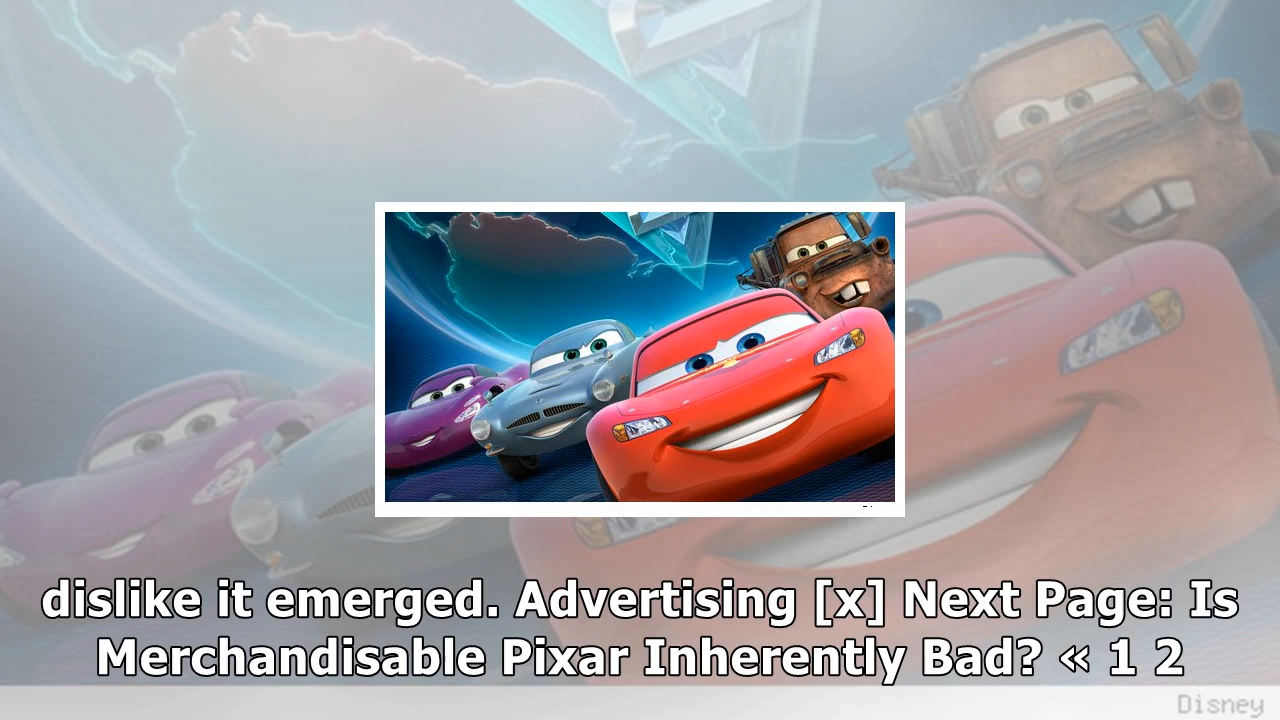 dislike it emerged. Advertising [x] Next Page: Is
Merchandisable Pixar Inherently Bad? « 1 2
Disney